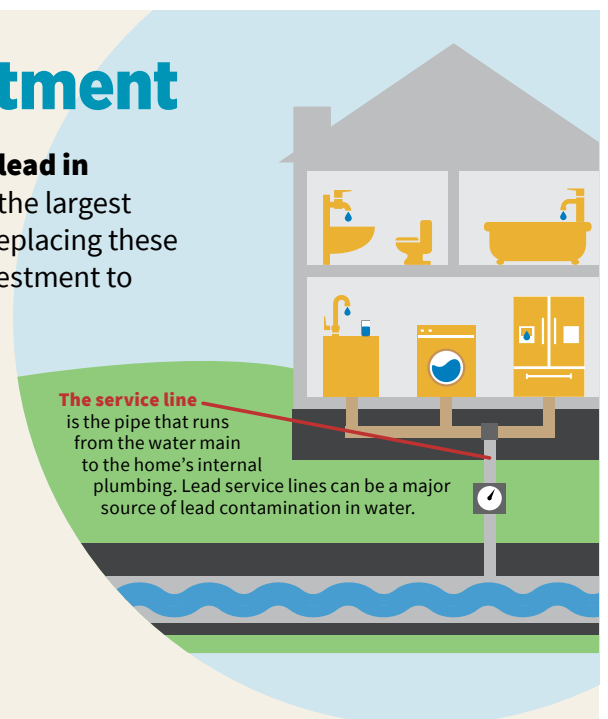 tment
lead in
the largest
eplacing these
estment to
The service line
is the pipe that runs
from the water main
to the home's internal
plumbing. Lead service lines can be a major
source of lead contamination in water.